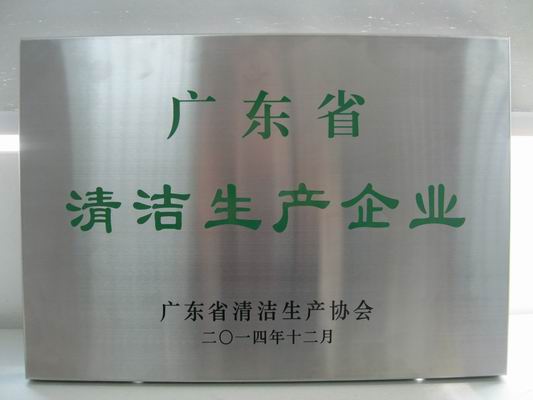 广东省
清洁生产企业
广东省清洁生产协会
二〇一四年十二月